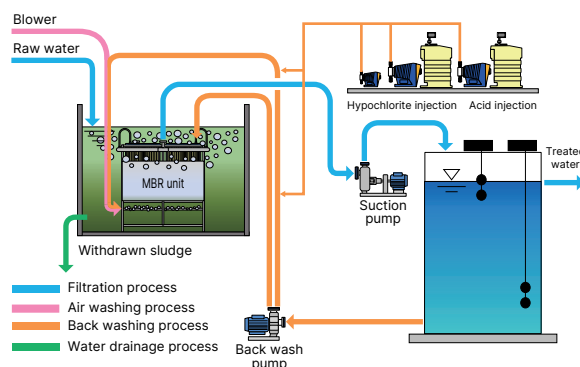 Blower
Raw water
Hypochlorite injection
Acid injection
MBR unit
Treated
water
Suction
pump
Withdrawn sludge
Filtration process
Air washing process
Back washing process
Water drainage process
Back wash
pump